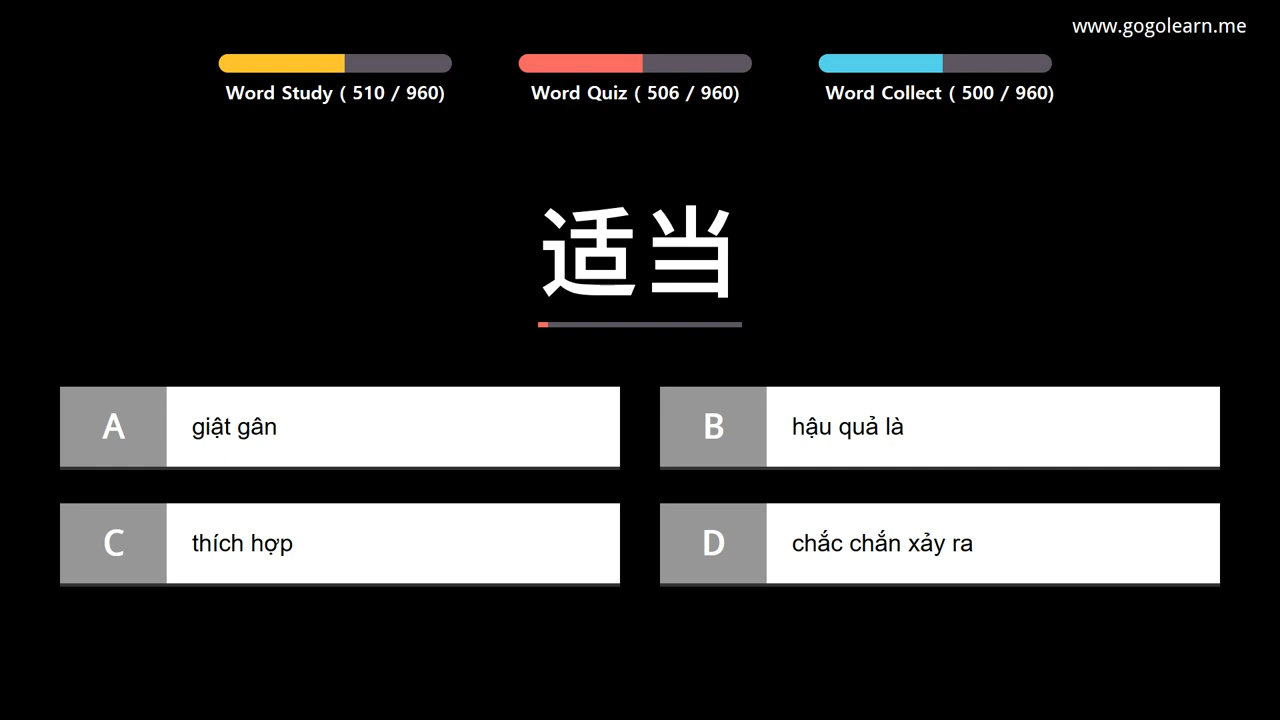 www.gogolearn.me
Word Study ( 510 / 960)
Word Quiz ( 506 / 960)
Word Collect ( 500 / 960)
适当
A
giật gân
B
hậu quả là
C
thích hợp
D
chắc chắn xảy ra